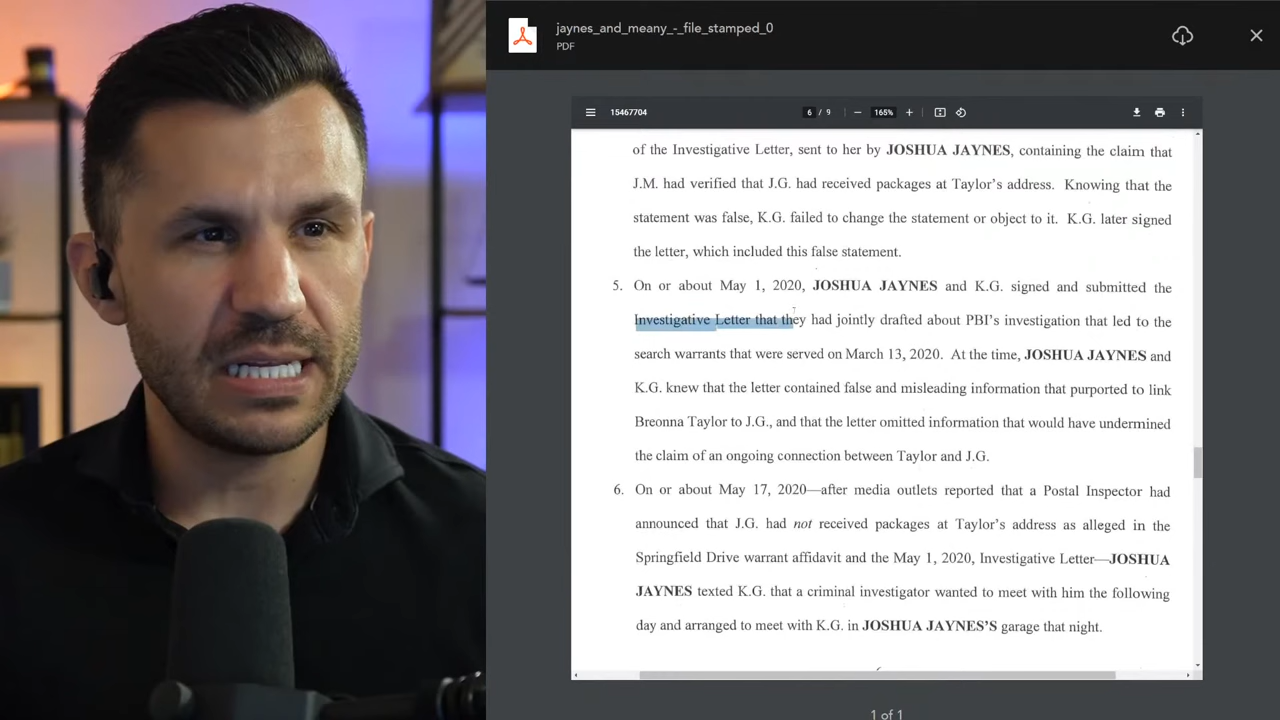 jaynes_and_meany_-_file_stamped_0
PDF
15467704
6 / 9
165%
of the Investigative Letter, sent to her by JOSHUA JAYNES, containing the claim that
J.M. had verified that J.G. had received packages at Taylor's address. Knowing that the
statement was false, K.G. failed to change the statement or object to it. K.G. later signed
the letter, which included this false statement.
5. On or about May 1, 2020, JOSHUA JAYNES and K.G. signed and submitted the
Investigative Letter that they had jointly drafted about PBI's investigation that led to the
search warrants that were served on March 13, 2020. At the time, JOSHUA JAYNES and
K.G. knew that the letter contained false and misleading information that purported to link
Breonna Taylor to J.G., and that the letter omitted information that would have undermined
the claim of an ongoing connection between Taylor and J.G.
6. On or about May 17, 2020—after media outlets reported that a Postal Inspector had
announced that J.G. had not received packages at Taylor's address as alleged in the
Springfield Drive warrant affidavit and the May 1, 2020, Investigative Letter—JOSHUA
JAYNES texted K.G. that a criminal investigator wanted to meet with him the following
day and arranged to meet with K.G. in JOSHUA JAYNES'S garage that night.
1 of 1